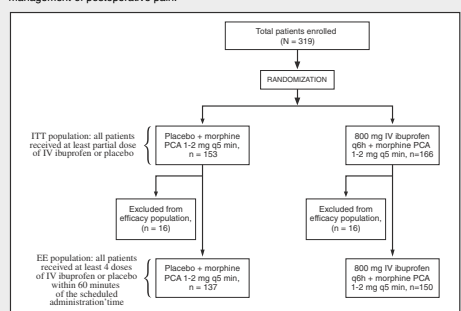 management of postoperative pain.
Total patients enrolled
(N = 319)
RANDOMIZATION
ITT population: all patients
received at least partial dose
of IV ibuprofen or placebo
Placebo + morphine
PCA 1-2 mg q5 min,
n = 153
800 mg IV ibuprofen
q6h + morphine PCA
1-2 mg q5 min, n=166
Excluded from
efficacy population,
(n = 16)
Excluded from
efficacy population,
(n = 16)
EE population: all patients
received at least 4 doses
of IV ibuprofen or placebo
within 60 minutes
of the scheduled
administration'time
Placebo + morphine
PCA 1-2 mg q5 min
n = 137
800 mg IV ibuprofen
q6h + morphine PCA
1-2 mg q5 min, n=150